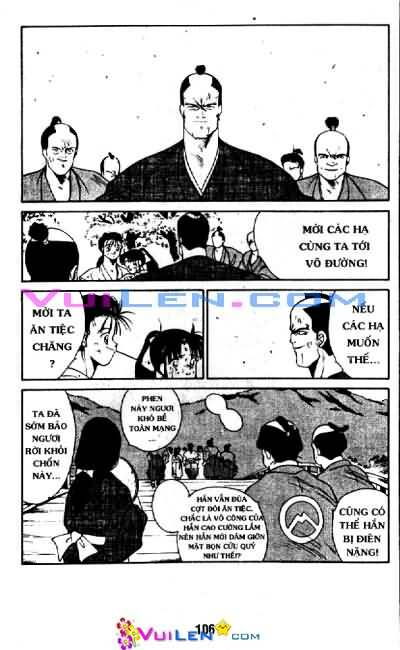 MỜI CÁC HẠ
CÙNG TA TỚI
VÕ ĐƯỜNG!
MỜI TA
ĂN TIỆC
CHĂNG
?
NẾU
CÁC HẠ
MUỐN
THẾ...
VuiLen.com
TA ĐÃ
SỚM BẢO
NGƯƠI
RỜI KHỎI
CHỐN
NÀY...
PHEN
NÀY NGƯƠI
KHÓ BỀ
TOÀN MẠNG
...
HẮN VẪN ĐÙA
CỢT ĐÒI ĂN TIỆC.
CHẮC LÀ VÕ CÔNG CỦA
HẮN CAO CƯỜNG LẮM
NÊN HẮN MỚI DÁM GIỠN
MẶT BỌN CỬU QUỶ
NHƯ THẾ!?
CŨNG CÓ
THỂ HẮN
BỊ ĐIÊN
NẶNG!
106
VuiLen.com